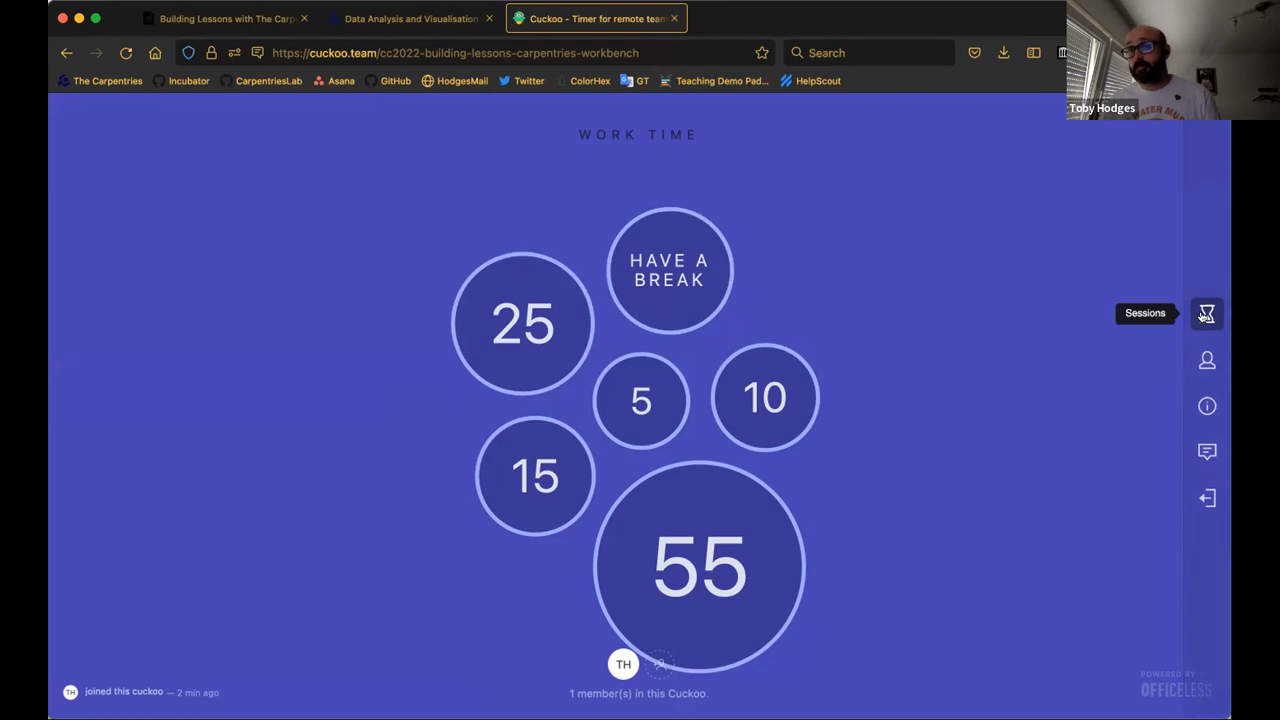 Building Lessons with The Carp
Data Analysis and Visualisation
Cuckoo - Timer for remote team
https://cuckoo.team/cc2022-building-lessons-carpentries-workbench
Search
The Carpentries
Incubator
CarpentriesLab
Asana
GitHub
HodgesMail
Twitter
ColorHex
GT
Teaching Demo Pad...
HelpScout
Toby Hodges
WORK TIME
HAVE A
BREAK
25
5
10
15
55
Sessions
TH
TH joined this cuckoo — 2 min ago
1 member(s) in this Cuckoo.
POWERED BY
OFFICELESS